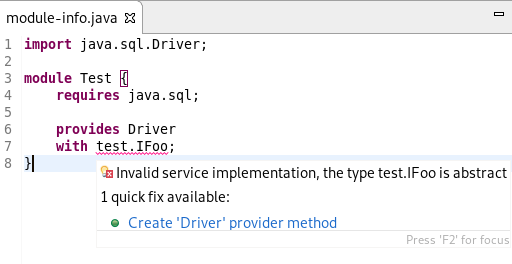 module-info.java
1 import java.sql.Driver;
2
3 module Test {
4 requires java.sql;
5
6 provides Driver
7 with test.IFoo;
8 }
Invalid service implementation, the type test.IFoo is abstract
1 quick fix available:
Create 'Driver' provider method
Press 'F2' for focus